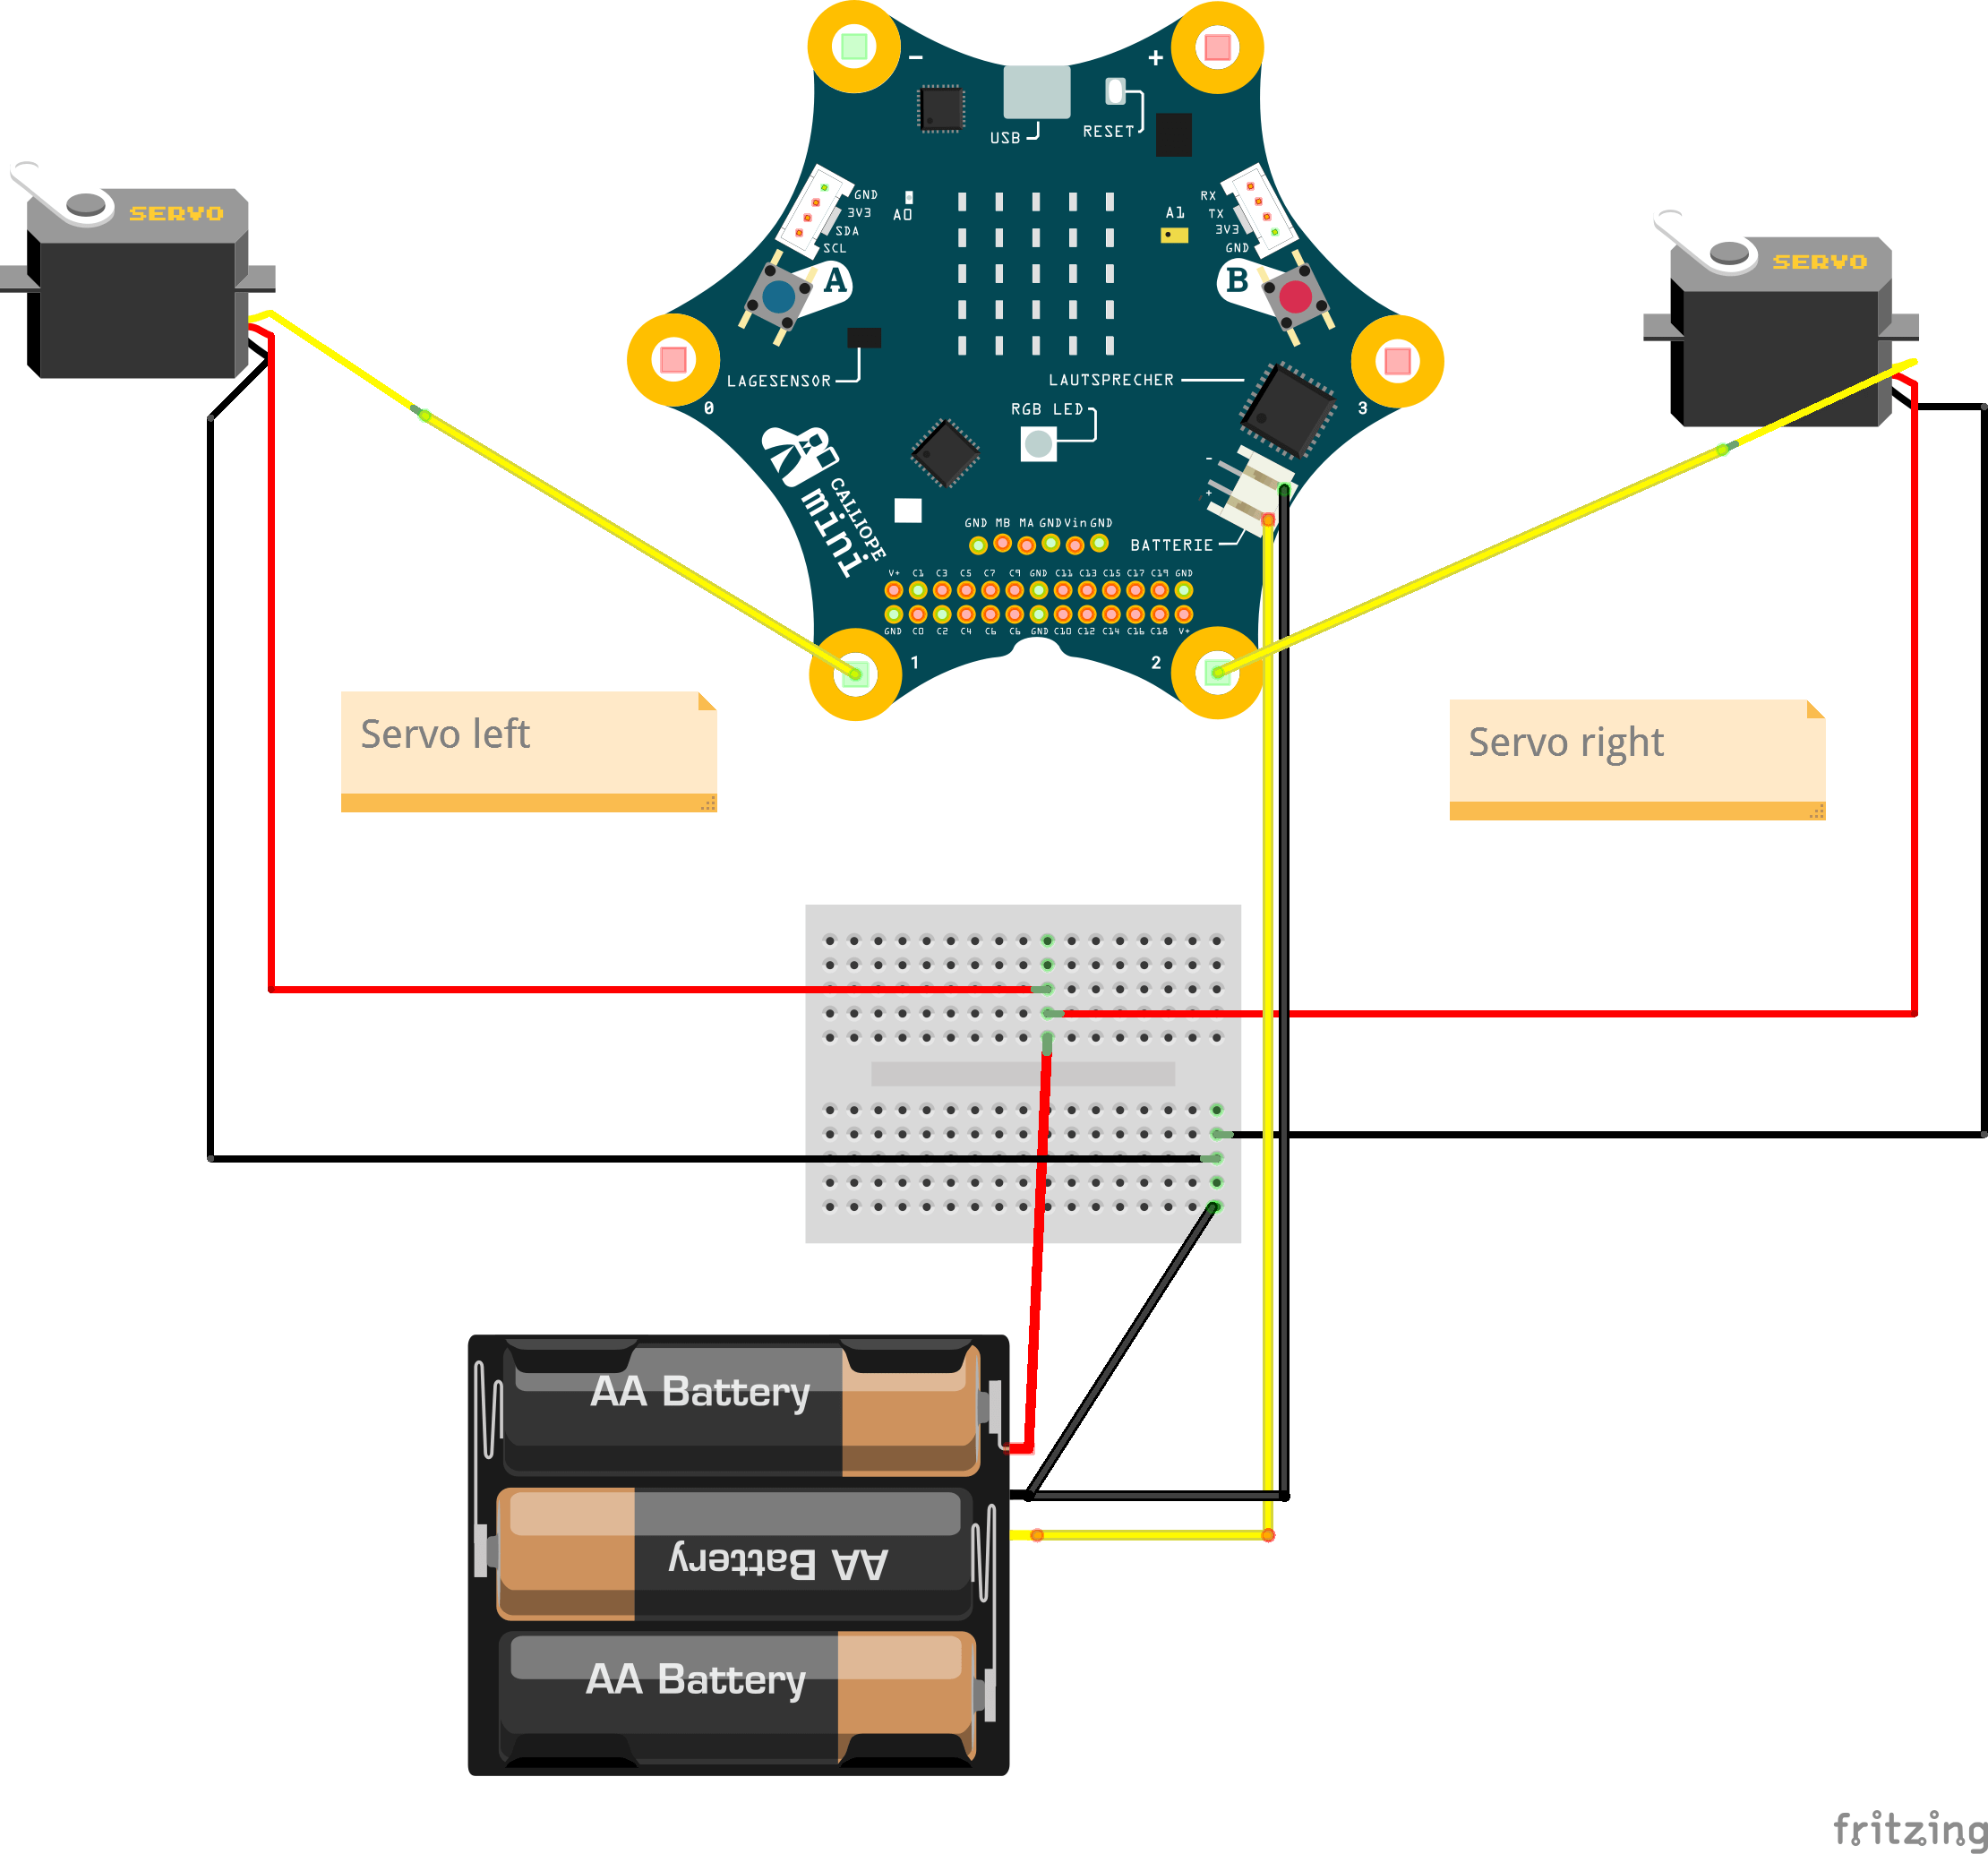 -
+
USB
RESET
SERVO
GND
3V3
SDA
SCL
A0
RX
TX
3V3
GND
A1
A
B
SERVO
LAGESENSOR
LAUTSPRECHER
0
RGB LED
3
CALLIOPE
mini
-
+
GND MB MA GND Vin GND
BATTERIE
V+ C1 C3 C5 C7 C9 GND C11 C13 C15 C17 C19 GND
GND C0 C2 C4 C6 C6 GND C10 C12 C14 C16 C18 V+
1
2
Servo left
Servo right
AA Battery
AA Battery
AA Battery
fritzing